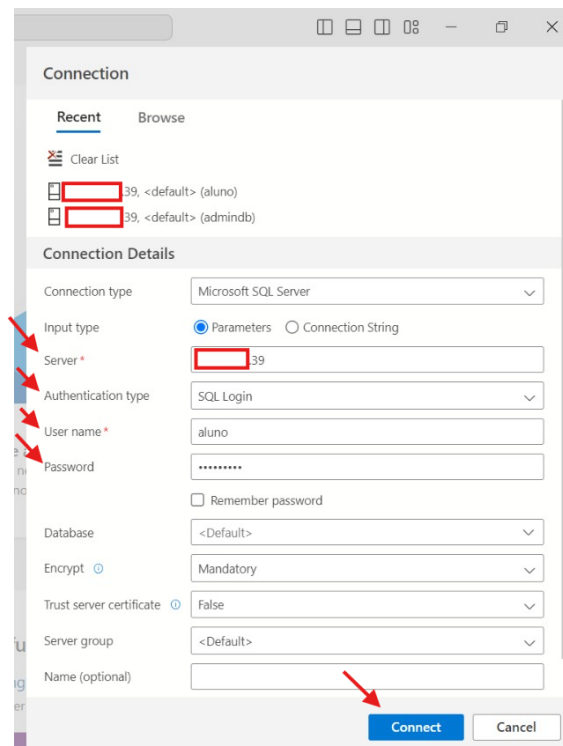 Connection
Recent Browse
Clear List
.39, <default> (aluno)
39, <default> (admindb)
Connection Details
Connection type Microsoft SQL Server
Input type Parameters Connection String
Server * .39
Authentication type SQL Login
User name * aluno
Password •••••••••
Remember password
Database <Default>
Encrypt Mandatory
Trust server certificate False
Server group <Default>
Name (optional)
Connect Cancel